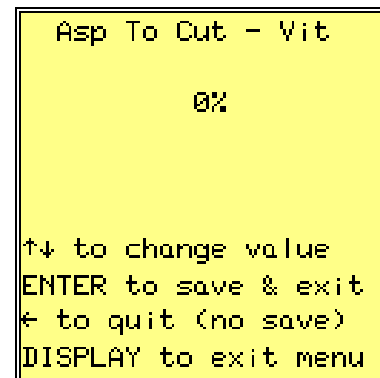 Asp To Cut - Vit
0%
↑↓ to change value
ENTER to save & exit
← to quit (no save)
DISPLAY to exit menu